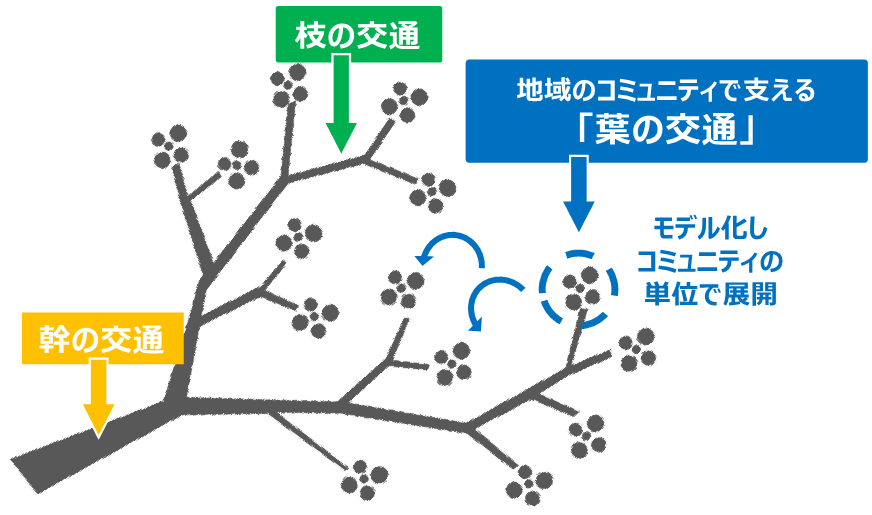 枝の交通
地域のコミュニティで支える
「葉の交通」
モデル化し
コミュニティの
単位で展開
幹の交通